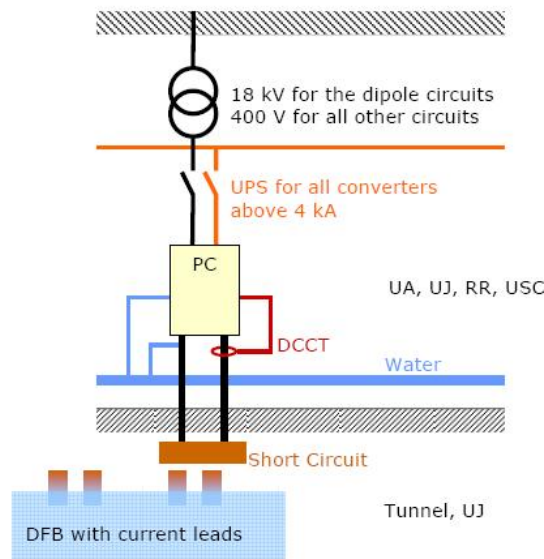 18 kV for the dipole circuits
400 V for all other circuits
UPS for all converters
above 4 kA
PC
UA, UJ, RR, USC
DCCT
Water
Short Circuit
Tunnel, UJ
DFB with current leads